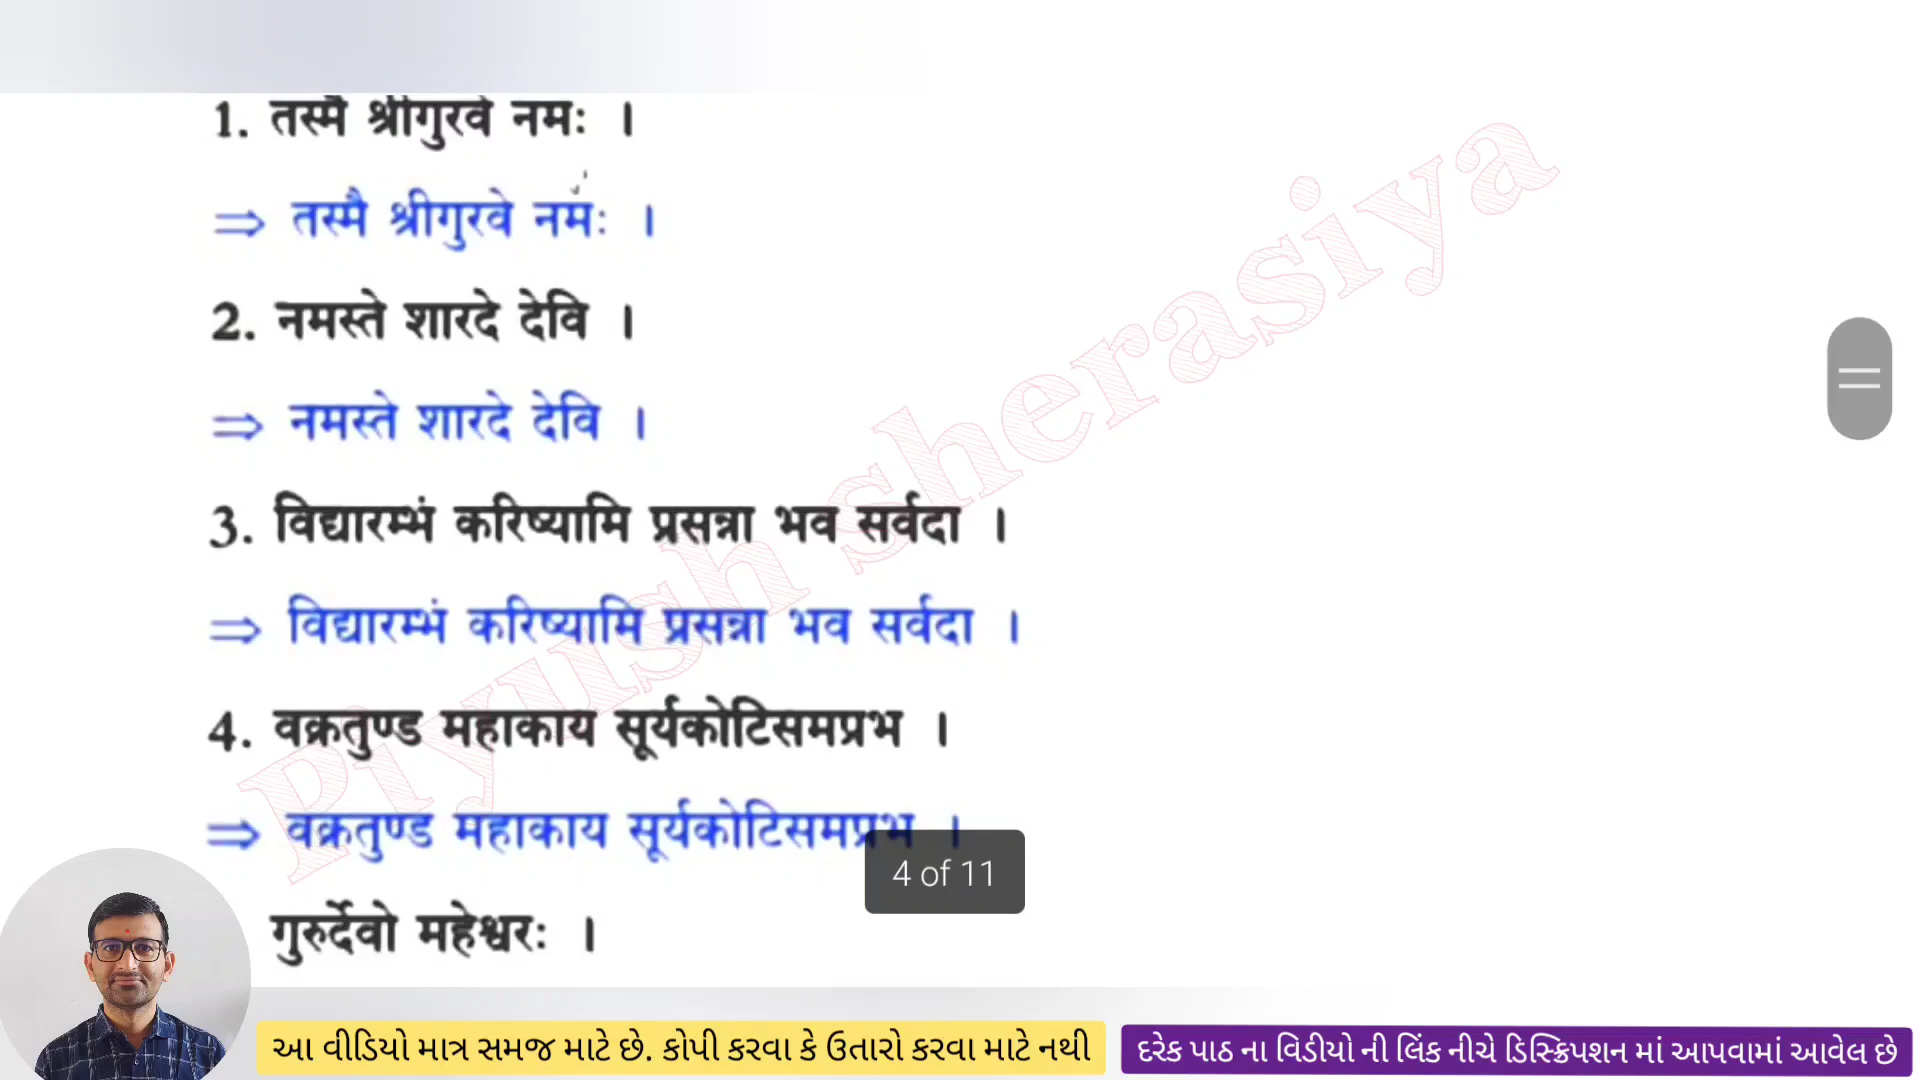 1. तस्मै श्रीगुरवे नमः ।
⇒ तस्मै श्रीगुरवे नमः ।
2. नमस्ते शारदे देवि ।
⇒ नमस्ते शारदे देवि ।
3. विद्यारम्भं करिष्यामि प्रसन्ना भव सर्वदा ।
⇒ विद्यारम्भं करिष्यामि प्रसन्ना भव सर्वदा ।
4. वक्रतुण्ड महाकाय सूर्यकोटिसमप्रभ ।
⇒ वक्रतुण्ड महाकाय सूर्यकोटिसमप्रभ ।
गुरुर्देवो महेश्वरः ।
Piyush sherasiya
4 of 11
આ વીડિયો માત્ર સમજ માટે છે. કોપી કરવા કે ઉતારો કરવા માટે નથી
દરેક પાઠ ના વિડીયો ની લિંક નીચે ડિસ્ક્રિપશન માં આપવામાં આવેલ છે